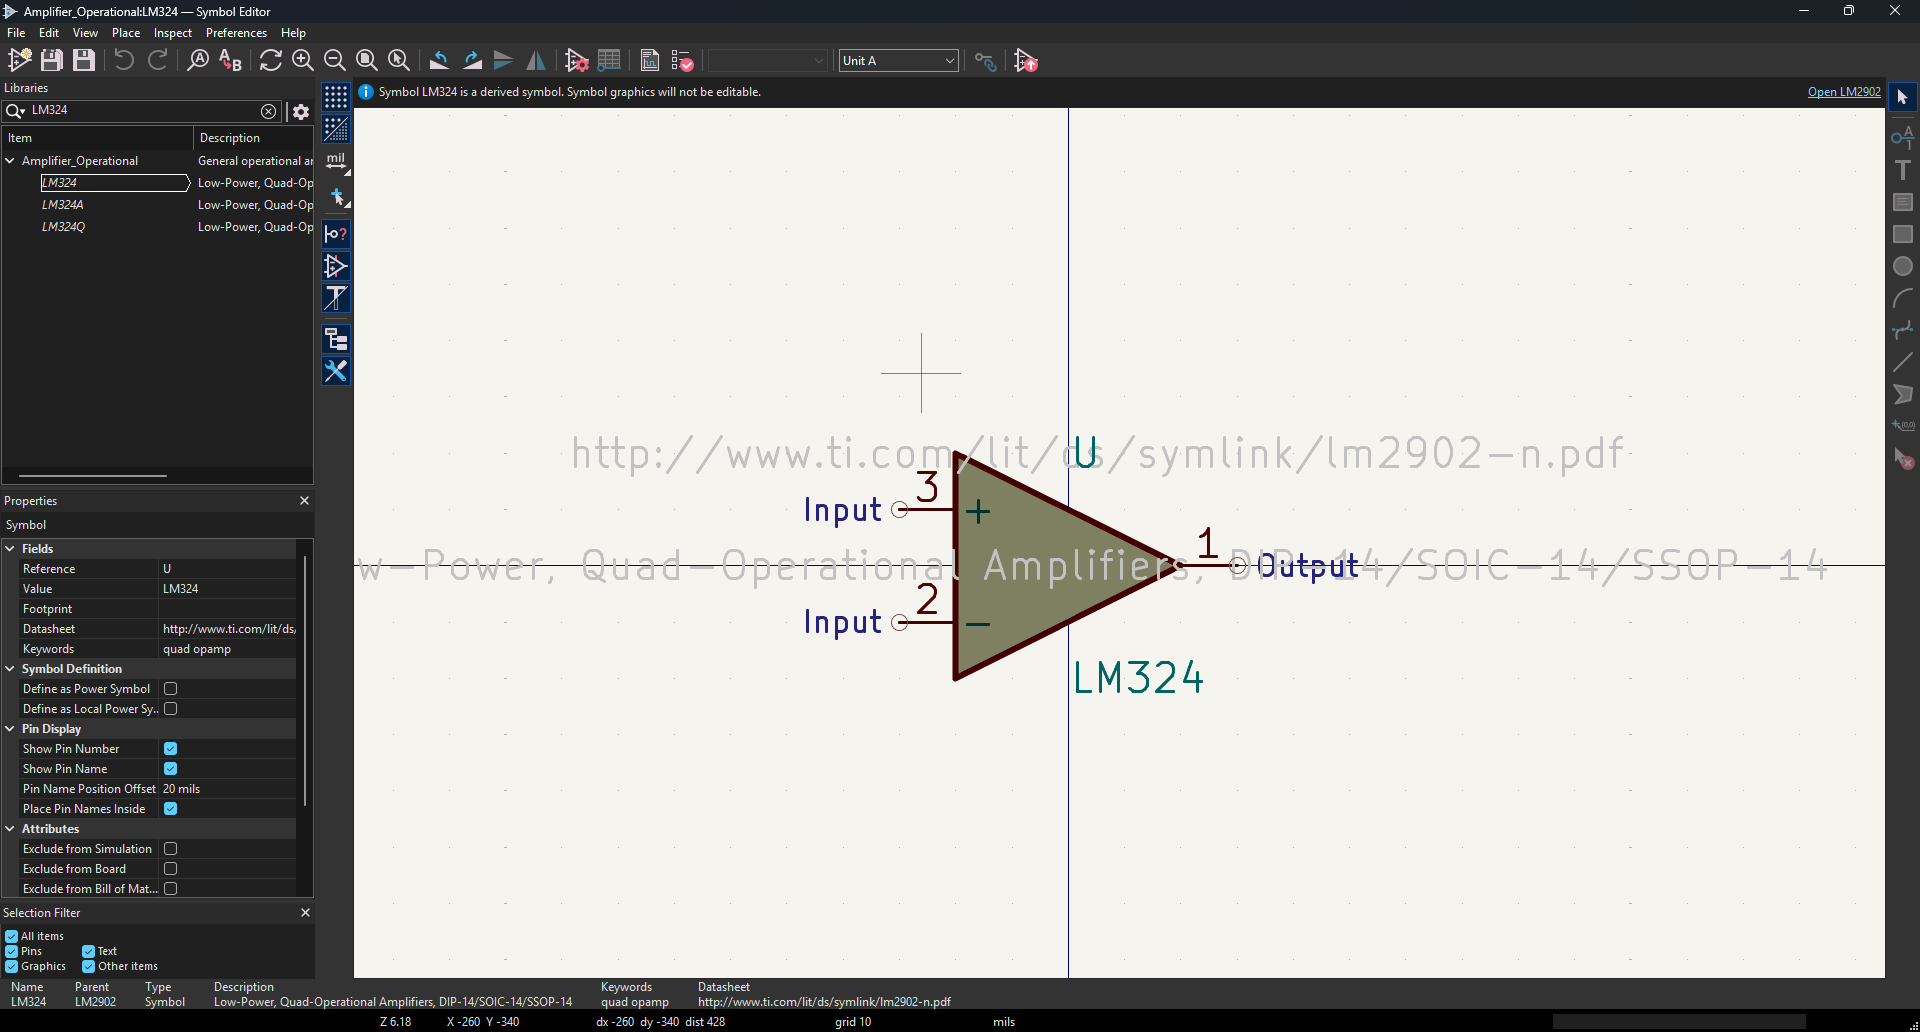 Amplifier_Operational:LM324 — Symbol Editor
File Edit View Place Inspect Preferences Help
Unit A
Libraries
LM324
Item Description
Amplifier_Operational General operational ar
LM324 Low-Power, Quad-Op
LM324A Low-Power, Quad-Op
LM324Q Low-Power, Quad-Op
mil
Symbol LM324 is a derived symbol. Symbol graphics will not be editable.
Open LM2902
http://www.ti.com/lit/ds/symlink/lm2902-n.pdf
U
3
Input
+
w-Power, Quad-Operational Amplifiers, DIP-14/SOIC-14/SSOP-14
1
Output
2
Input
−
LM324
Properties
Symbol
Fields
Reference U
Value LM324
Footprint
Datasheet http://www.ti.com/lit/ds/
Keywords quad opamp
Symbol Definition
Define as Power Symbol
Define as Local Power Sy..
Pin Display
Show Pin Number
Show Pin Name
Pin Name Position Offset 20 mils
Place Pin Names Inside
Attributes
Exclude from Simulation
Exclude from Board
Exclude from Bill of Mat...
Selection Filter
All items
Pins Text
Graphics Other items
Name Parent Type Description Keywords Datasheet
LM324 LM2902 Symbol Low-Power, Quad-Operational Amplifiers, DIP-14/SOIC-14/SSOP-14 quad opamp http://www.ti.com/lit/ds/symlink/lm2902-n.pdf
Z 6.18 X -260 Y -340 dx -260 dy -340 dist 428 grid 10 mils